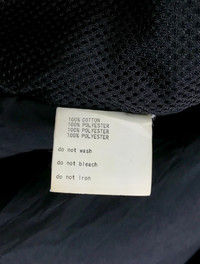 100% COTTON
100% POLYESTER
100% POLYESTER
100% POLYESTER
do not wash
do not bleach
do not iron